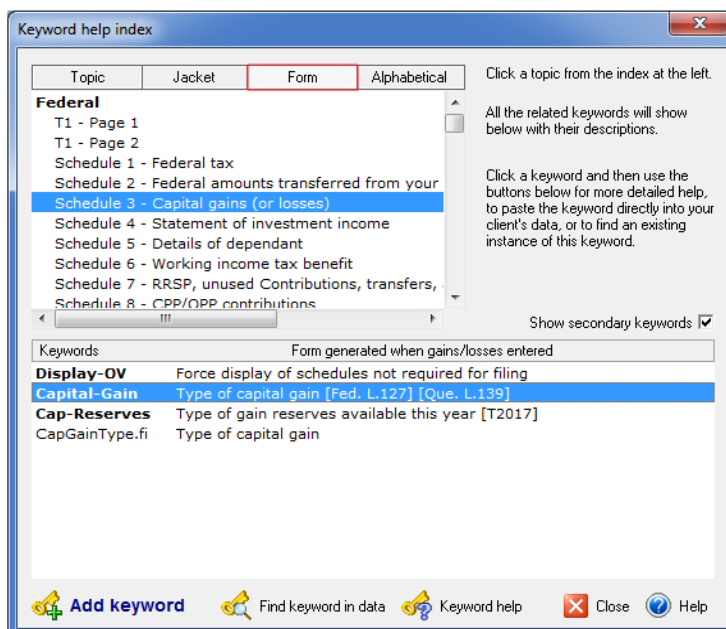 Keyword help index
Topic Jacket Form Alphabetical
Click a topic from the index at the left.
All the related keywords will show
below with their descriptions.
Click a keyword and then use the
buttons below for more detailed help,
to paste the keyword directly into your
client's data, or to find an existing
instance of this keyword.
Federal
T1 - Page 1
T1 - Page 2
Schedule 1 - Federal tax
Schedule 2 - Federal amounts transferred from your
Schedule 3 - Capital gains (or losses)
Schedule 4 - Statement of investment income
Schedule 5 - Details of dependant
Schedule 6 - Working income tax benefit
Schedule 7 - RRSP, unused Contributions, transfers,
Schedule 8 - CPP/QPP contributions
Show secondary keywords
Keywords Form generated when gains/losses entered
Display-OV Force display of schedules not required for filing
Capital-Gain Type of capital gain [Fed. L.127] [Que. L.139]
Cap-Reserves Type of gain reserves available this year [T2017]
CapGainType.fi Type of capital gain
Add keyword Find keyword in data Keyword help Close Help